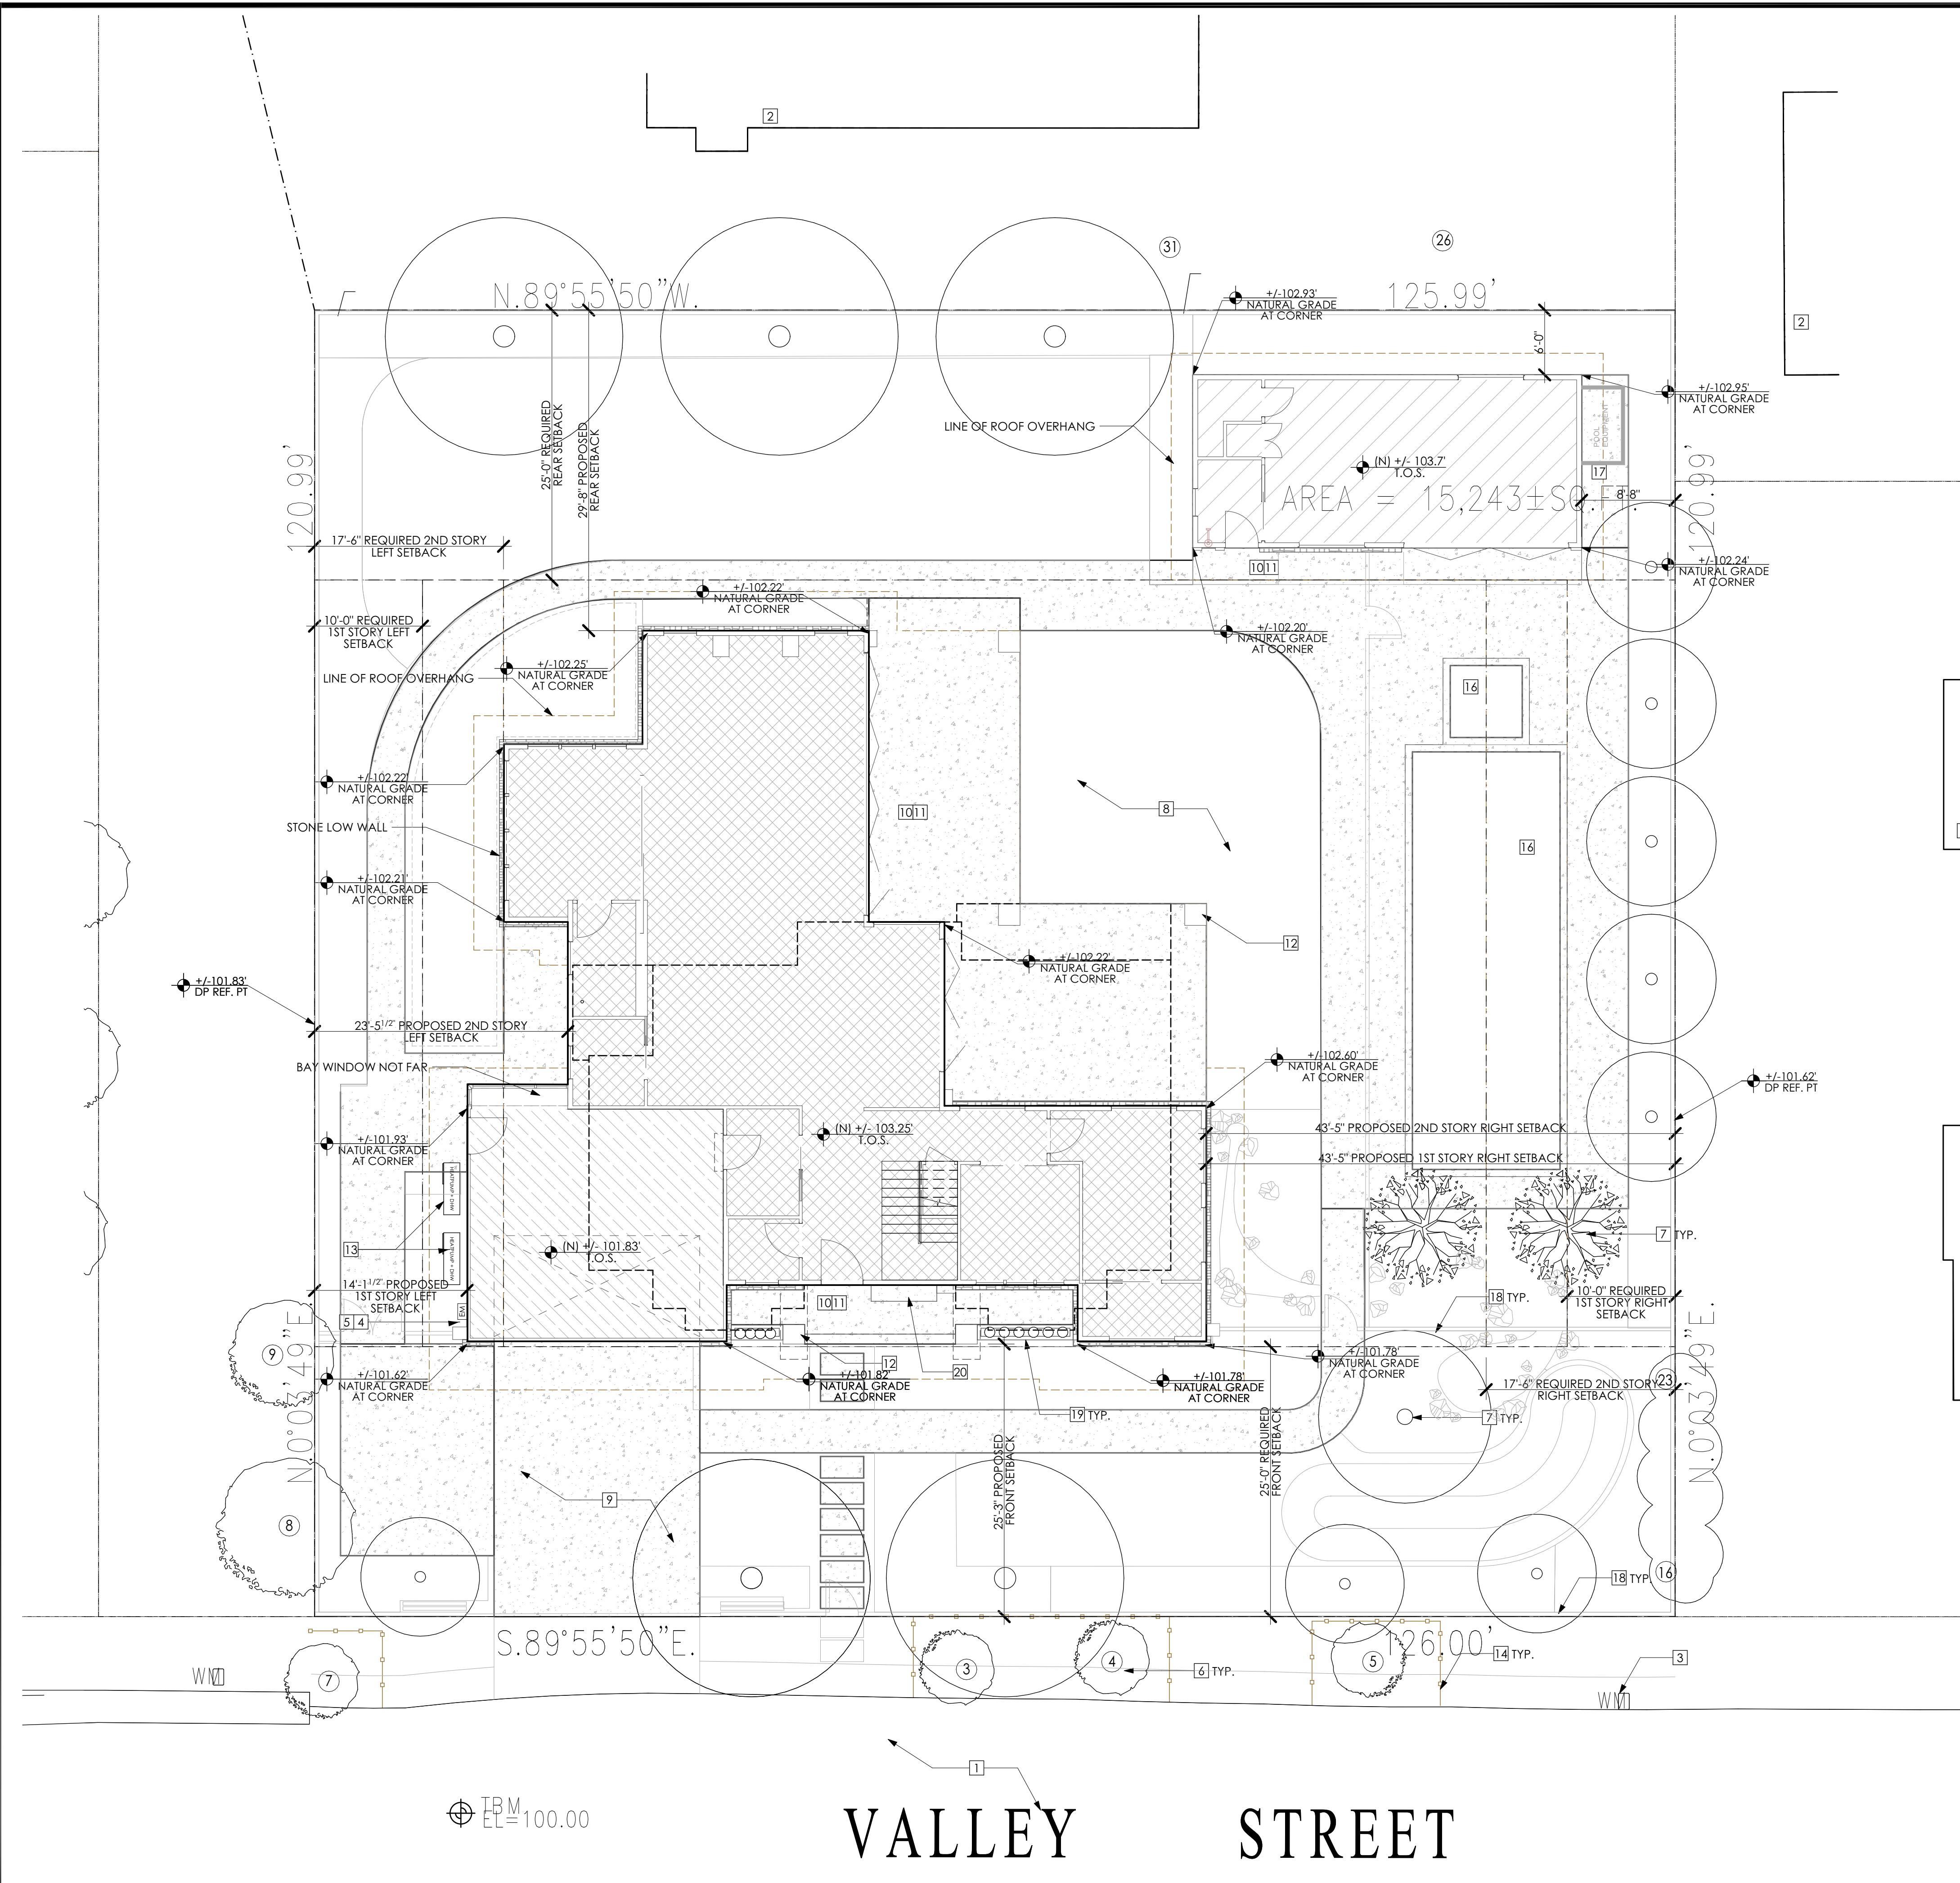 2
31
26
N.89°55'50"W.
125.99'
+/-102.93'
NATURAL GRADE
AT CORNER
2
6'-0"
+/-102.95'
NATURAL GRADE
AT CORNER
LINE OF ROOF OVERHANG
25'-0" REQUIRED
REAR SETBACK
29'-8" PROPOSED
REAR SETBACK
POOL
EQUIPMENT
17
(N) +/- 103.7'
T.O.S.
120.99'
120.99'
AREA = 15,243±SQ.FT.
8'-8"
17'-6" REQUIRED 2ND STORY
LEFT SETBACK
10 11
+/-102.24'
NATURAL GRADE
AT CORNER
+/-102.22'
NATURAL GRADE
AT CORNER
10'-0" REQUIRED
1ST STORY LEFT
SETBACK
+/-102.20'
NATURAL GRADE
AT CORNER
+/-102.25'
NATURAL GRADE
AT CORNER
LINE OF ROOF OVERHANG
16
+/-102.22'
NATURAL GRADE
AT CORNER
10 11
8
STONE LOW WALL
16
+/-102.21'
NATURAL GRADE
AT CORNER
12
+/-102.22'
NATURAL GRADE
AT CORNER
+/-101.83'
DP REF. PT
23'-5 1/2" PROPOSED 2ND STORY
LEFT SETBACK
BAY WINDOW NOT FAR
+/-102.60'
NATURAL GRADE
AT CORNER
+/-101.62'
DP REF. PT
(N) +/- 103.25'
T.O.S.
43'-5" PROPOSED 2ND STORY RIGHT SETBACK
43'-5" PROPOSED 1ST STORY RIGHT SETBACK
+/-101.93'
NATURAL GRADE
AT CORNER
HEATPUMP + DHW
HEATPUMP + DHW
13
(N) +/- 101.83'
T.O.S.
7 TYP.
14'-1 1/2" PROPOSED
1ST STORY LEFT
SETBACK
EM
5 4
10 11
18 TYP.
10'-0" REQUIRED
1ST STORY RIGHT
SETBACK
9
N.0°03'49"E.
N.0°03'49"E.
12
20
+/-101.62'
NATURAL GRADE
AT CORNER
+/-101.82'
NATURAL GRADE
AT CORNER
+/-101.78'
NATURAL GRADE
AT CORNER
+/-101.78'
NATURAL GRADE
AT CORNER
23
17'-6" REQUIRED 2ND STORY
RIGHT SETBACK
19 TYP.
7 TYP.
25'-3" PROPOSED
FRONT SETBACK
25'-0" REQUIRED
FRONT SETBACK
9
8
18 TYP.
16
S.89°55'50"E.
126.00'
7
3
4
6 TYP.
5
14 TYP.
3
WM
WM
1
TBM
EL=100.00
VALLEY STREET